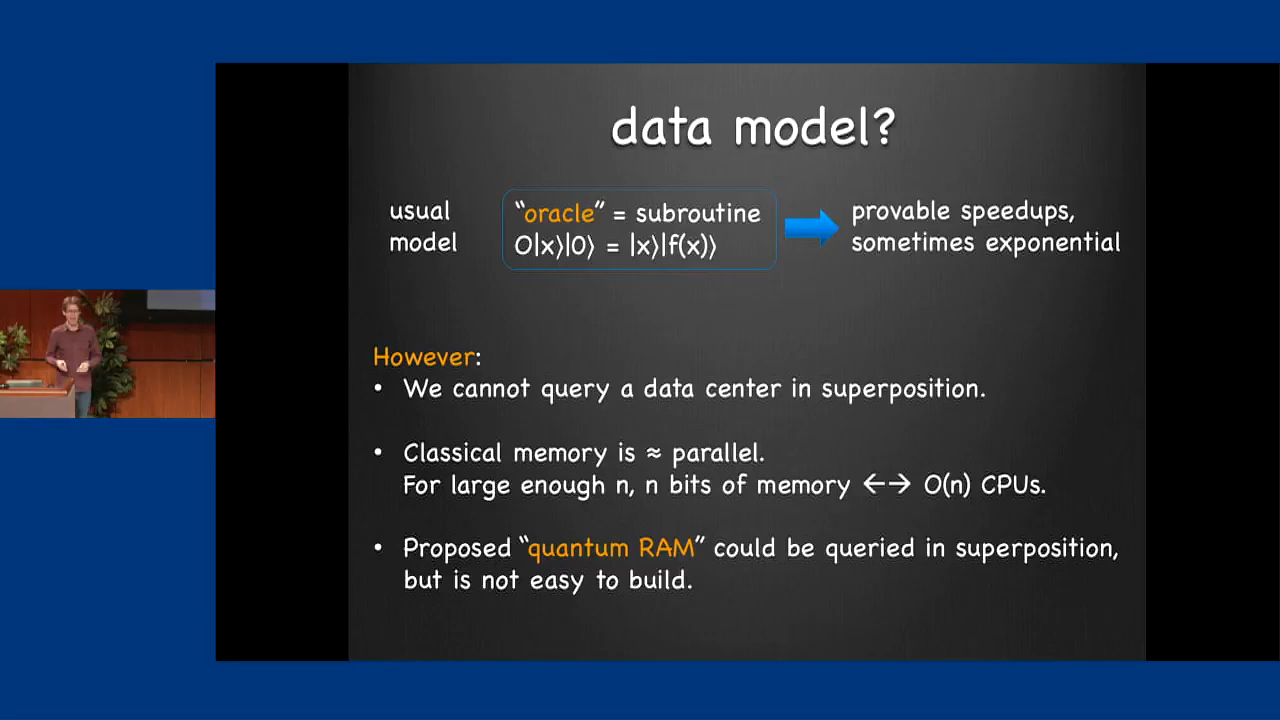 data model?
usual
model
“oracle” = subroutine
O|x⟩|0⟩ = |x⟩|f(x)⟩
provable speedups,
sometimes exponential
However:
• We cannot query a data center in superposition.
• Classical memory is ≈ parallel.
For large enough n, n bits of memory ←→ O(n) CPUs.
• Proposed “quantum RAM” could be queried in superposition,
but is not easy to build.